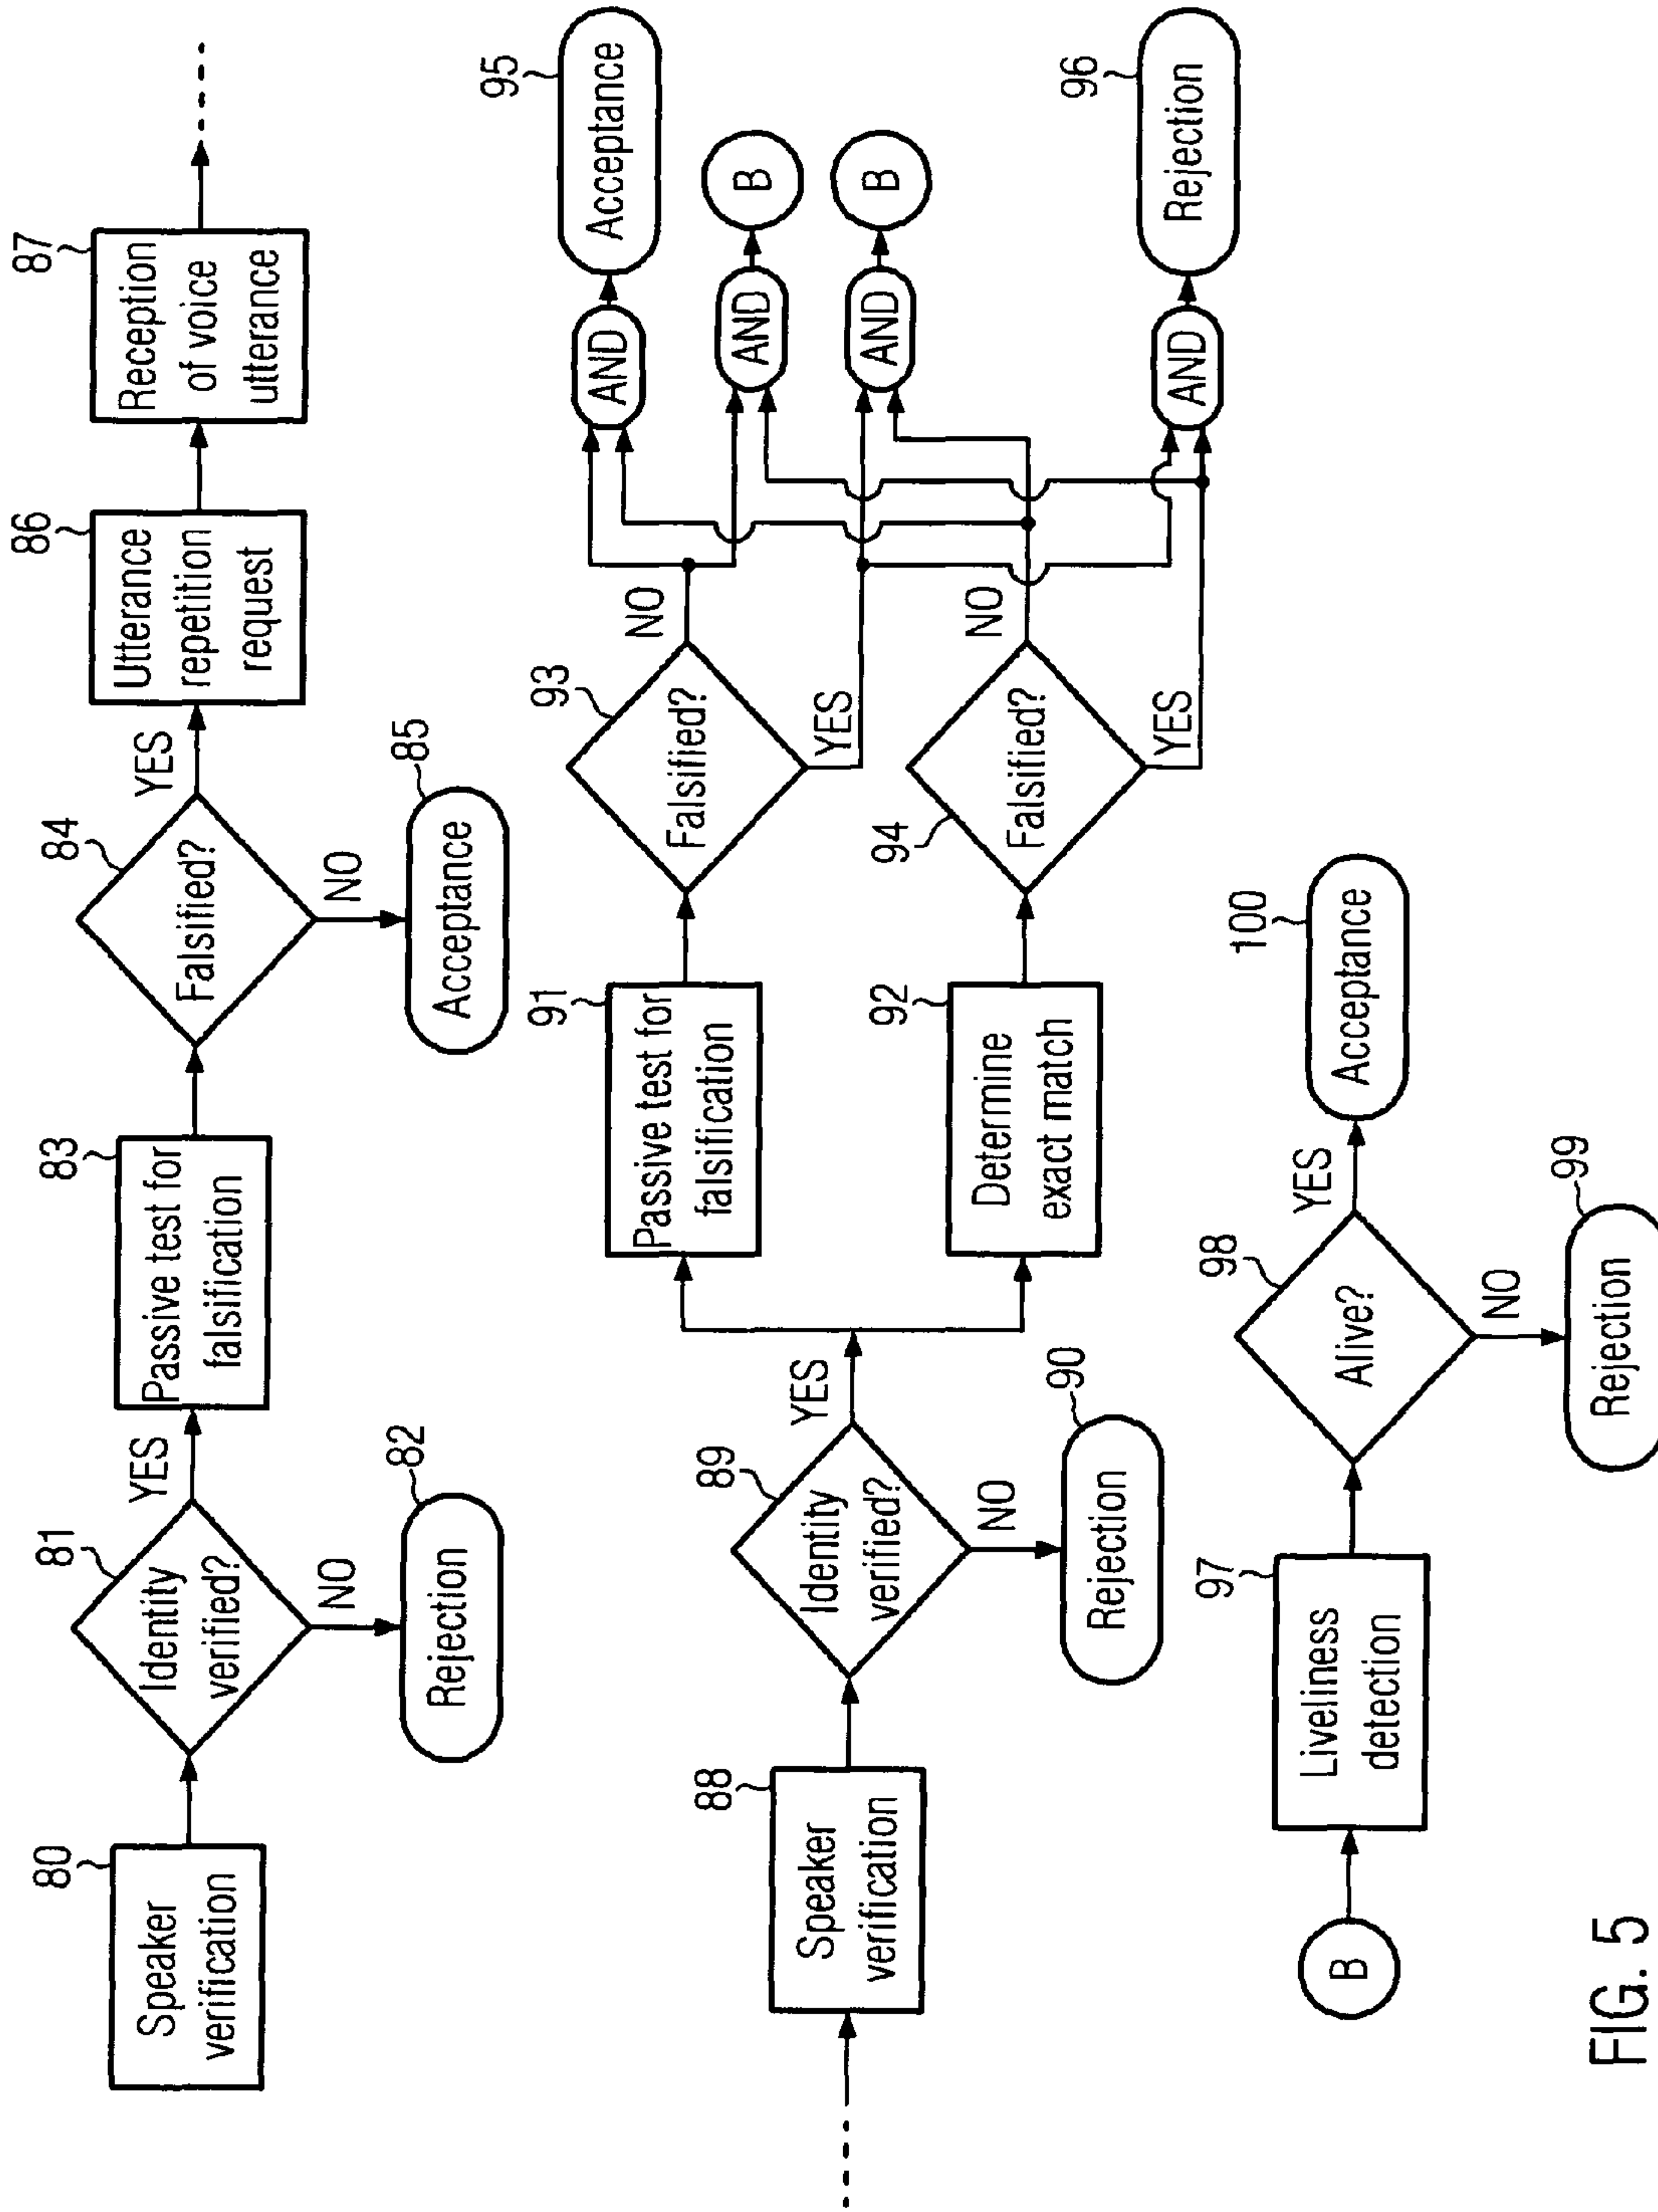 80
Speaker
verification
81
Identity
verified?
YES
NO
82
Rejection
83
Passive test for
falsification
84
Falsified?
YES
NO
85
Acceptance
86
Utterance
repetition
request
87
Reception
of voice
utterance
88
Speaker
verification
89
Identity
verified?
YES
NO
90
Rejection
91
Passive test for
falsification
92
Determine
exact match
93
Falsified?
NO
YES
94
Falsified?
NO
YES
AND
95
Acceptance
AND
B
AND
B
AND
96
Rejection
B
97
Liveliness
detection
98
Alive?
YES
NO
99
Rejection
100
Acceptance
FIG. 5